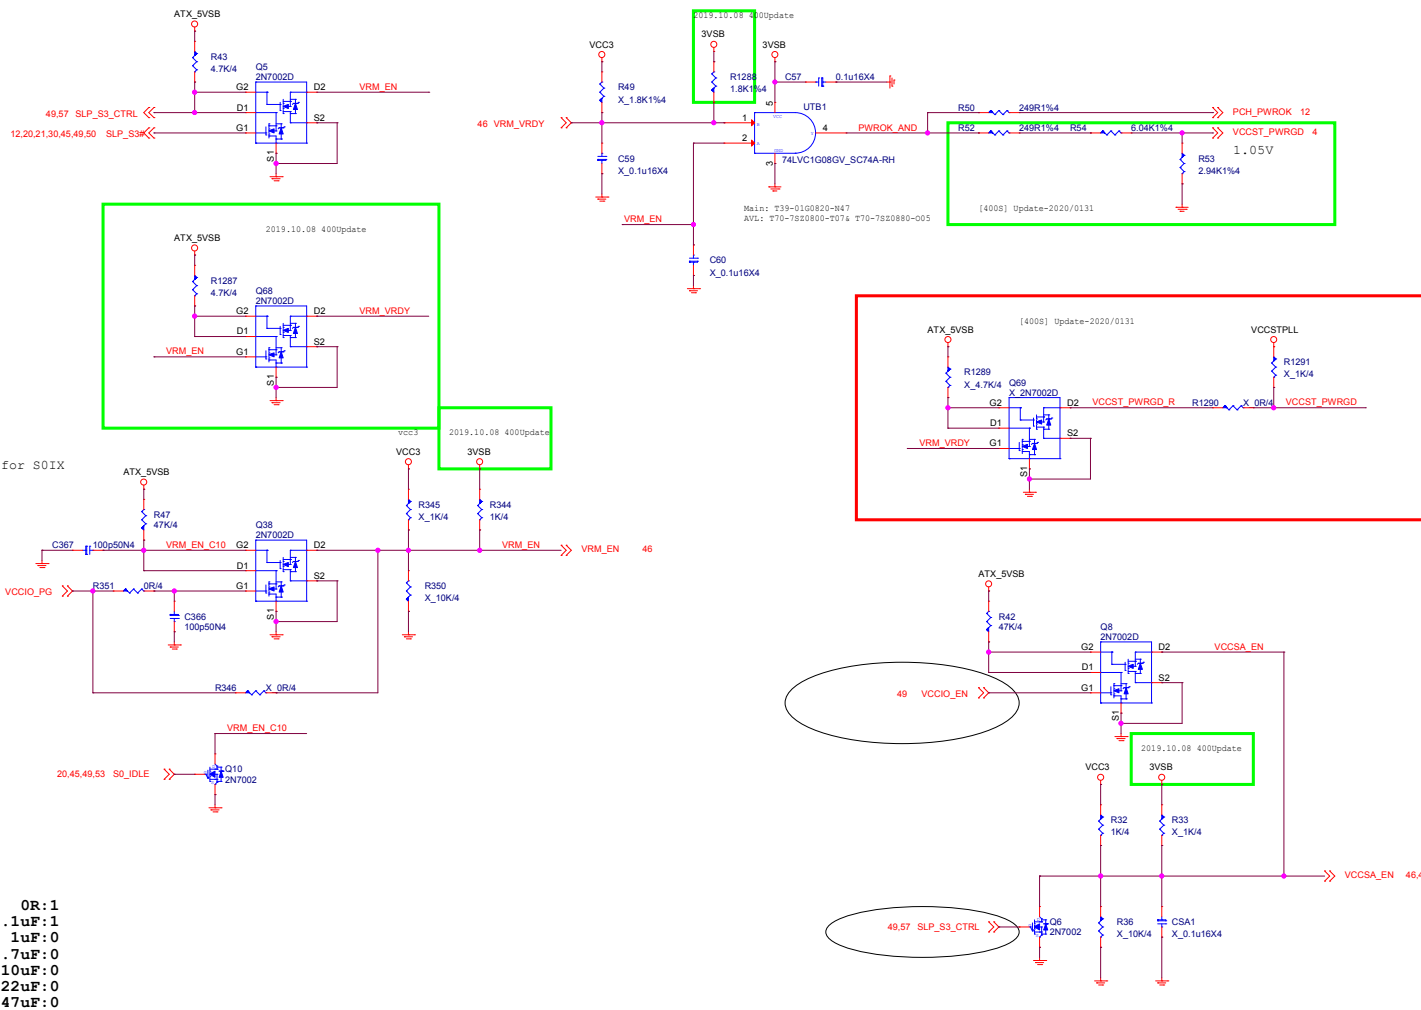 ATX_5VSB
R43
4.7K/4
Q5
2N7002D
G2
D2
VRM_EN
49,57 SLP_S3_CTRL
D1
S2
12,20,21,30,45,49,50 SLP_S3#
G1
S1
2019.10.08 400Update
3VSB
R1288
1.8K1%4
VCC3
R49
X_1.8K1%4
3VSB
C57
0.1u16X4
5
UTB1
VCC
46 VRM_VRDY
1
B
2
A
4
Y
GND
3
PWROK_AND
74LVC1G08GV_SC74A-RH
C59
X_0.1u16X4
Main: T39-01G0820-N47
AVL: T70-7SZ0800-T07& T70-7SZ0880-O05
VRM_EN
C60
X_0.1u16X4
R50
249R1%4
PCH_PWROK 12
R52
249R1%4
R54
6.04K1%4
VCCST_PWRGD 4
1.05V
R53
2.94K1%4
[400S] Update-2020/0131
2019.10.08 400Update
ATX_5VSB
R1287
4.7K/4
Q68
2N7002D
G2
D2
VRM_VRDY
D1
S2
VRM_EN
G1
S1
[400S] Update-2020/0131
ATX_5VSB
VCCSTPLL
R1289
X_4.7K/4
R1291
X_1K/4
Q69
X_2N7002D
G2
D2
VCCST_PWRGD_R
R1290
X_0R/4
VCCST_PWRGD
D1
S2
VRM_VRDY
G1
S1
vcc3
2019.10.08 400Update
for S0IX
ATX_5VSB
R47
47K/4
VCC3
3VSB
R345
X_1K/4
R344
1K/4
C367
100p50N4
VRM_EN_C10
Q38
2N7002D
G2
D2
VRM_EN
VRM_EN 46
D1
S2
VCCIO_PG
R351
0R/4
G1
S1
C366
100p50N4
R350
X_10K/4
R346
X_0R/4
VRM_EN_C10
20,45,49,53 S0_IDLE
Q10
2N7002
ATX_5VSB
R42
47K/4
Q8
2N7002D
G2
D2
VCCSA_EN
D1
S2
49 VCCIO_EN
G1
S1
2019.10.08 400Update
VCC3
3VSB
R32
1K/4
R33
X_1K/4
VCCSA_EN 46,4
49,57 SLP_S3_CTRL
Q6
2N7002
R36
X_10K/4
CSA1
X_0.1u16X4
0R:1
.1uF:1
1uF:0
.7uF:0
10uF:0
22uF:0
47uF:0